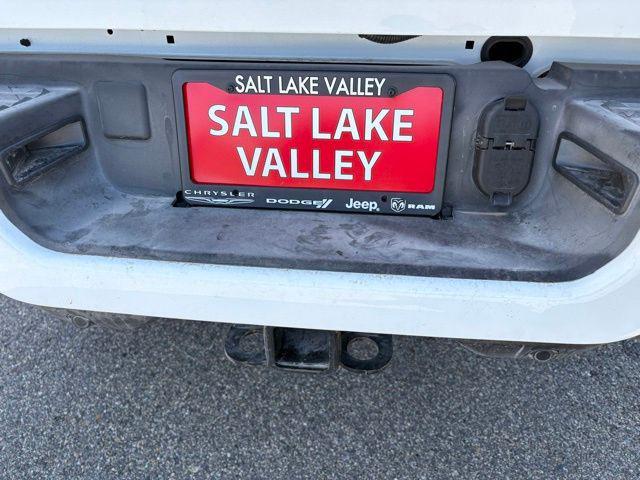 SALT LAKE VALLEY
SALT LAKE
VALLEY
CHRYSLER DODGE Jeep RAM